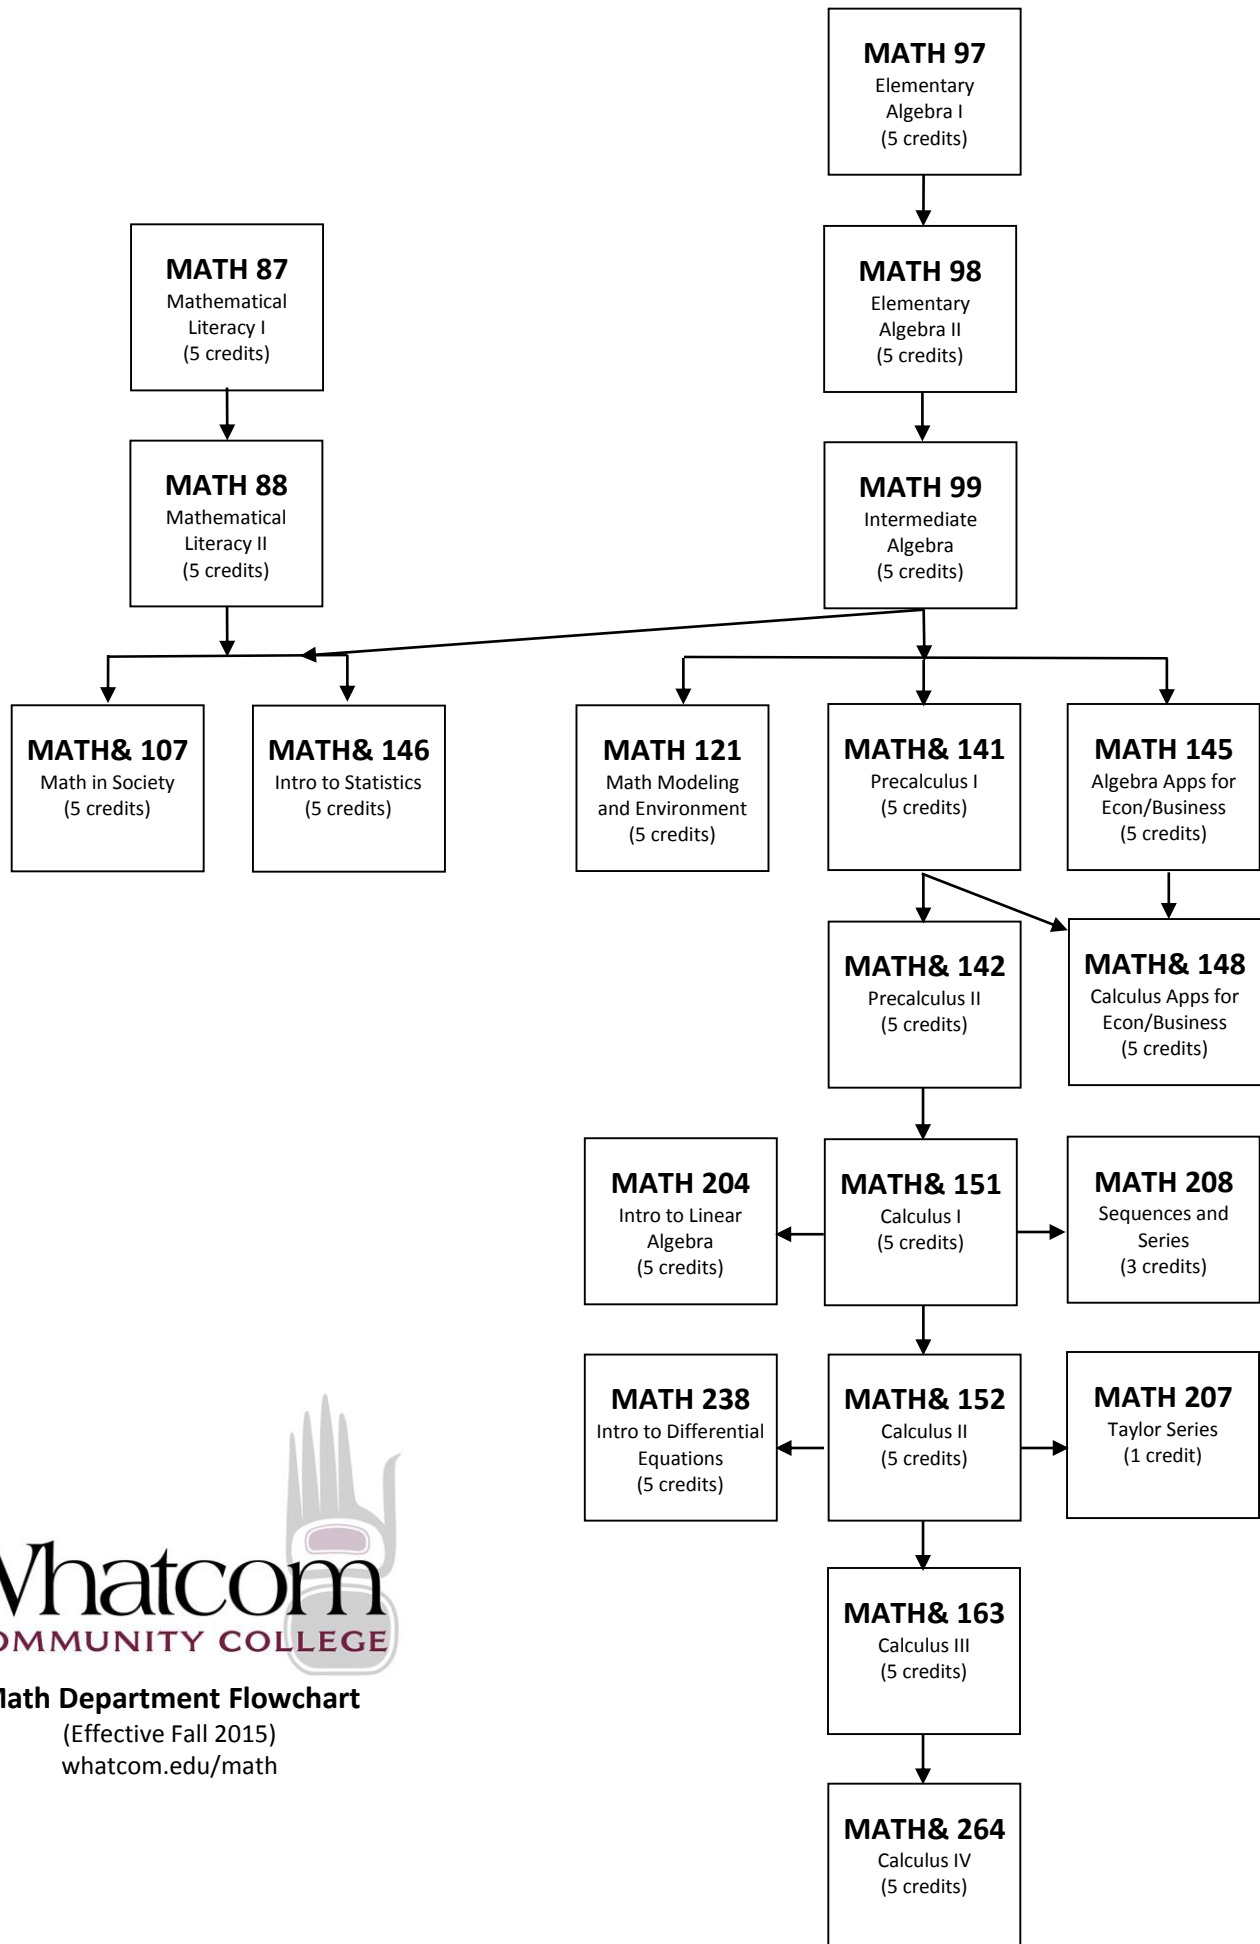 MATH 97
Elementary
Algebra I
(5 credits)
MATH 87
Mathematical
Literacy I
(5 credits)
MATH 98
Elementary
Algebra II
(5 credits)
MATH 88
Mathematical
Literacy II
(5 credits)
MATH 99
Intermediate
Algebra
(5 credits)
MATH& 107
Math in Society
(5 credits)
MATH& 146
Intro to Statistics
(5 credits)
MATH 121
Math Modeling
and Environment
(5 credits)
MATH& 141
Precalculus I
(5 credits)
MATH 145
Algebra Apps for
Econ/Business
(5 credits)
MATH& 142
Precalculus II
(5 credits)
MATH& 148
Calculus Apps for
Econ/Business
(5 credits)
MATH 204
Intro to Linear
Algebra
(5 credits)
MATH& 151
Calculus I
(5 credits)
MATH 208
Sequences and
Series
(3 credits)
MATH 238
Intro to Differential
Equations
(5 credits)
MATH& 152
Calculus II
(5 credits)
MATH 207
Taylor Series
(1 credit)
MATH& 163
Calculus III
(5 credits)
MATH& 264
Calculus IV
(5 credits)
Whatcom
OMMUNITY COLLEGE
Math Department Flowchart
(Effective Fall 2015)
whatcom.edu/math